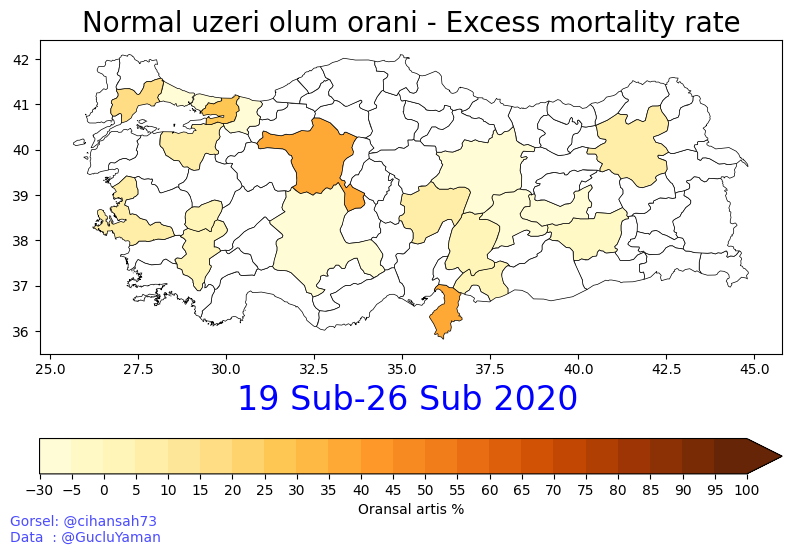 Normal uzeri olum orani - Excess mortality rate
42
41
40
39
38
37
36
25.0 27.5 30.0 32.5 35.0 37.5 40.0 42.5 45.0
19 Sub-26 Sub 2020
−30 −5 0 5 10 15 20 25 30 35 40 45 50 55 60 65 70 75 80 85 90 95 100
Oransal artis %
Gorsel: @cihansah73
Data : @GucluYaman